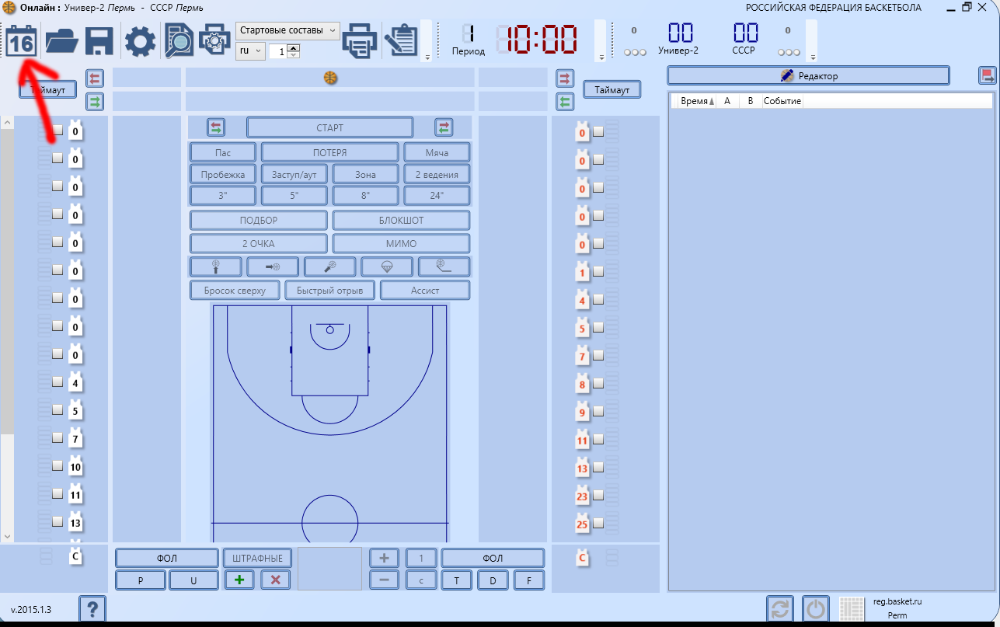 Онлайн : Универ-2 Пермь - СССР Пермь
РОССИЙСКАЯ ФЕДЕРАЦИЯ БАСКЕТБОЛА
16
Стартовые составы
ru
1
1
Период
10:00
0
00
Универ-2
00
СССР
0
Таймаут
Таймаут
Редактор
Время А В Событие
СТАРТ
Пас ПОТЕРЯ Мяча
Пробежка Заступ/аут Зона 2 ведения
3" 5" 8" 24"
ПОДБОР БЛОКШОТ
2 ОЧКА МИМО
Бросок сверху Быстрый отрыв Ассист
0
0
0
0
0
0
0
0
0
4
5
7
10
11
13
C
0
0
0
0
0
1
4
5
7
8
9
11
13
23
25
C
ФОЛ ШТРАФНЫЕ + 1 ФОЛ
P U + − c T D F
v.2015.1.3
?
reg.basket.ru
Perm